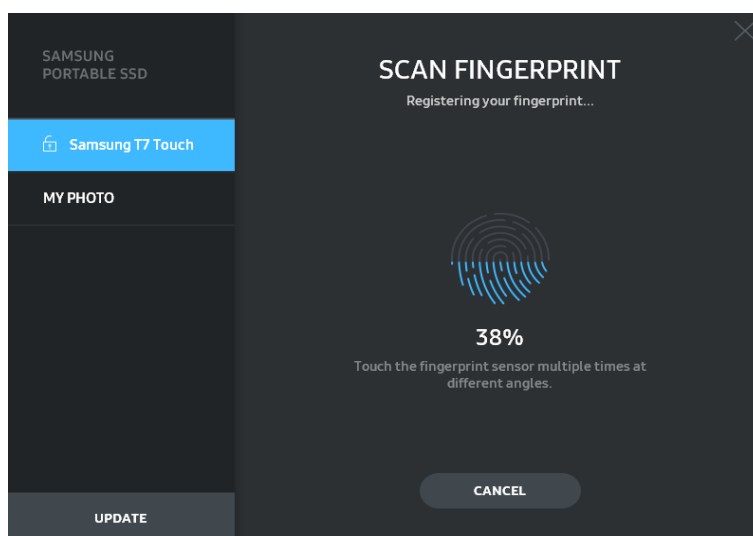 SAMSUNG
PORTABLE SSD
Samsung T7 Touch
MY PHOTO
UPDATE
SCAN FINGERPRINT
Registering your fingerprint...
38%
Touch the fingerprint sensor multiple times at
different angles.
CANCEL